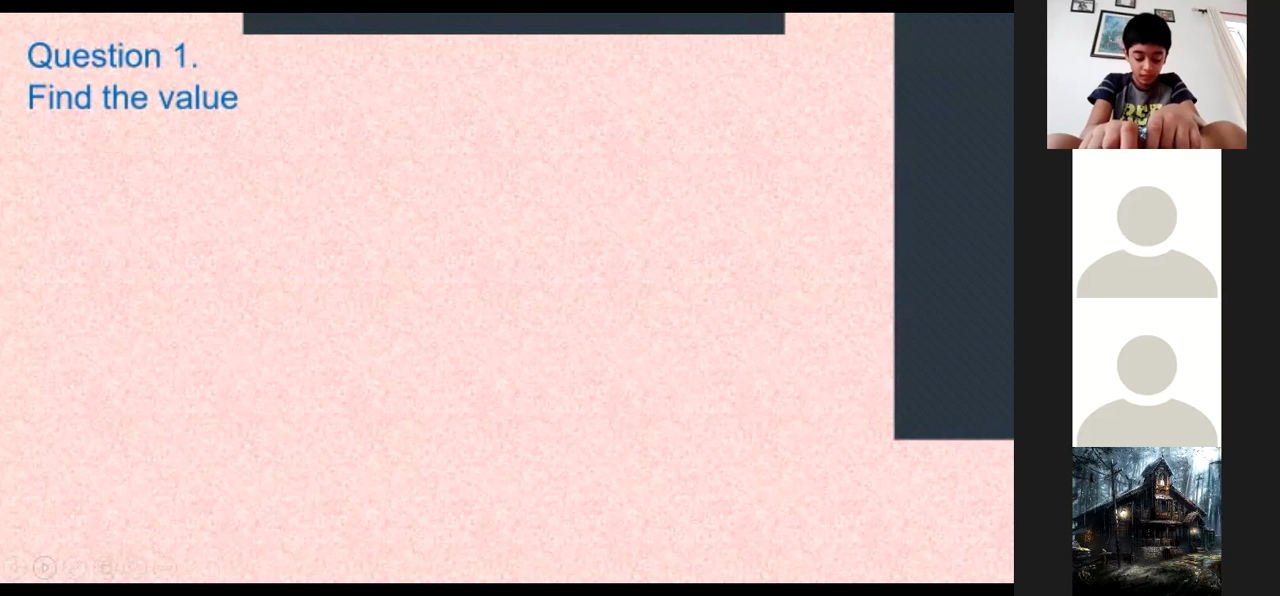 Question 1.
Find the value